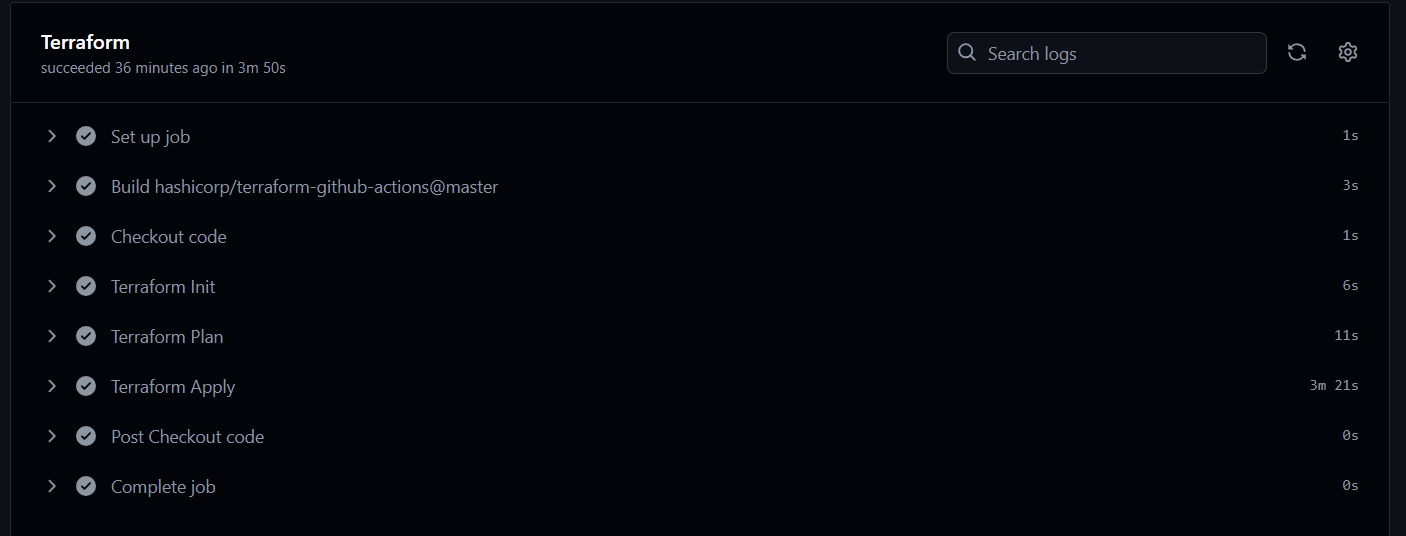 Terraform
succeeded 36 minutes ago in 3m 50s
Search logs
Set up job 1s
Build hashicorp/terraform-github-actions@master 3s
Checkout code 1s
Terraform Init 6s
Terraform Plan 11s
Terraform Apply 3m 21s
Post Checkout code 0s
Complete job 0s